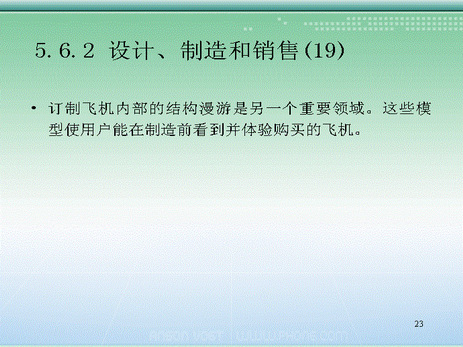 5.6.2 设计、制造和销售(19)
• 订制飞机内部的结构漫游是另一个重要领域。这些模
型使用户能在制造前看到并体验购买的飞机。
23